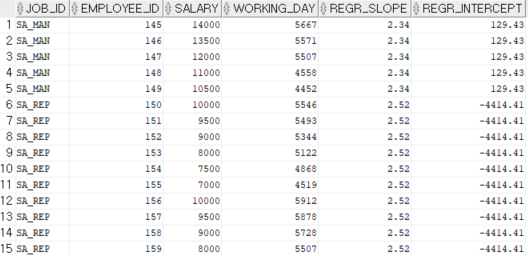 JOB_ID EMPLOYEE_ID SALARY WORKING_DAY REGR_SLOPE REGR_INTERCEPT
1 SA_MAN 145 14000 5667 2.34 129.43
2 SA_MAN 146 13500 5571 2.34 129.43
3 SA_MAN 147 12000 5507 2.34 129.43
4 SA_MAN 148 11000 4558 2.34 129.43
5 SA_MAN 149 10500 4452 2.34 129.43
6 SA_REP 150 10000 5546 2.52 -4414.41
7 SA_REP 151 9500 5493 2.52 -4414.41
8 SA_REP 152 9000 5344 2.52 -4414.41
9 SA_REP 153 8000 5122 2.52 -4414.41
10 SA_REP 154 7500 4868 2.52 -4414.41
11 SA_REP 155 7000 4519 2.52 -4414.41
12 SA_REP 156 10000 5912 2.52 -4414.41
13 SA_REP 157 9500 5878 2.52 -4414.41
14 SA_REP 158 9000 5728 2.52 -4414.41
15 SA_REP 159 8000 5507 2.52 -4414.41